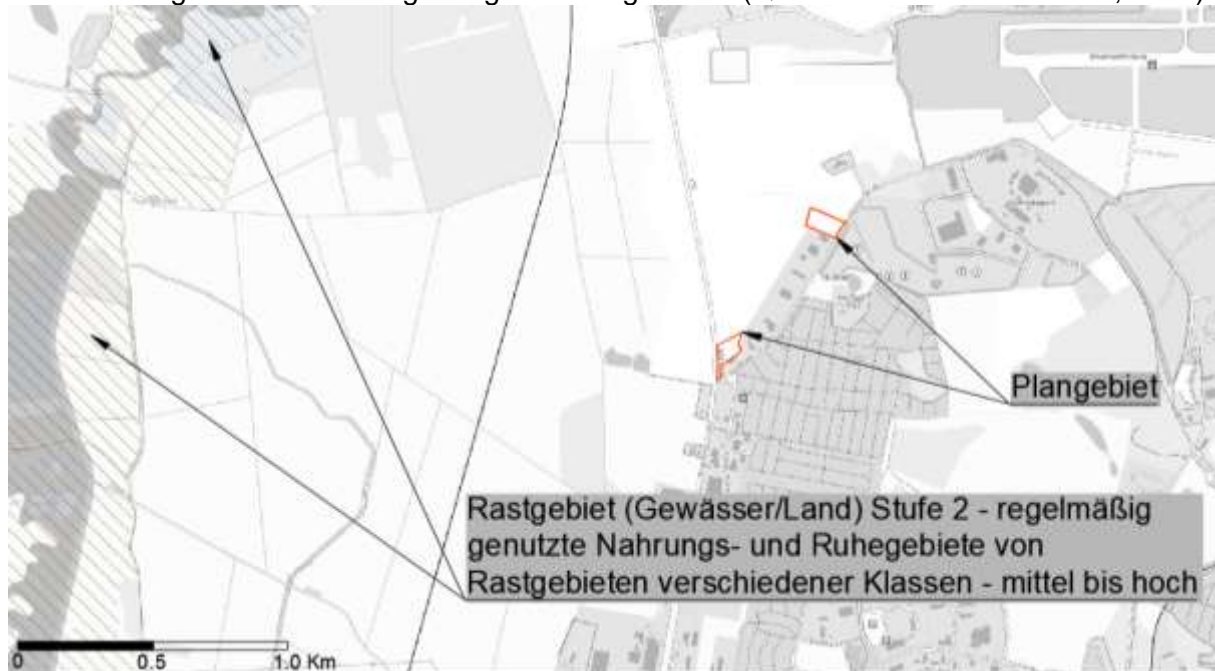 Plangebiet
Rastgebiet (Gewässer/Land) Stufe 2 - regelmäßig
genutzte Nahrungs- und Ruhegebiete von
Rastgebieten verschiedener Klassen - mittel bis hoch
0 0.5 1.0 Km